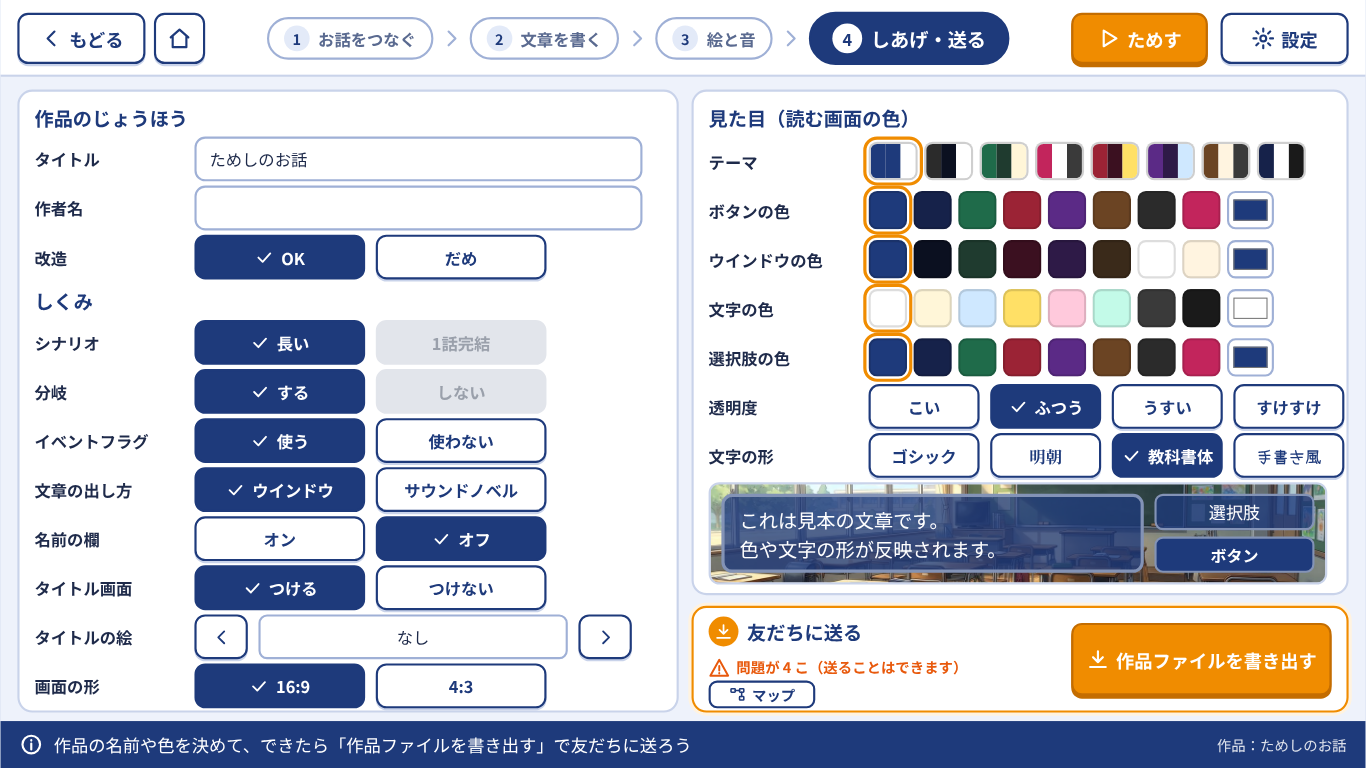 もどる
1 お話をつなぐ
2 文章を書く
3 絵と音
4 しあげ・送る
ためす
設定
作品のじょうほう
タイトル ためしのお話
作者名
改造 OK だめ
しくみ
シナリオ 長い 1話完結
分岐 する しない
イベントフラグ 使う 使わない
文章の出し方 ウインドウ サウンドノベル
名前の欄 オン オフ
タイトル画面 つける つけない
タイトルの絵 なし
画面の形 16:9 4:3
見た目（読む画面の色）
テーマ
ボタンの色
ウインドウの色
文字の色
選択肢の色
透明度 こい ふつう うすい すけすけ
文字の形 ゴシック 明朝 教科書体 手書き風
これは見本の文章です。
色や文字の形が反映されます。
選択肢
ボタン
友だちに送る
問題が4こ（送ることはできます）
マップ
作品ファイルを書き出す
作品の名前や色を決めて、できたら「作品ファイルを書き出す」で友だちに送ろう
作品：ためしのお話